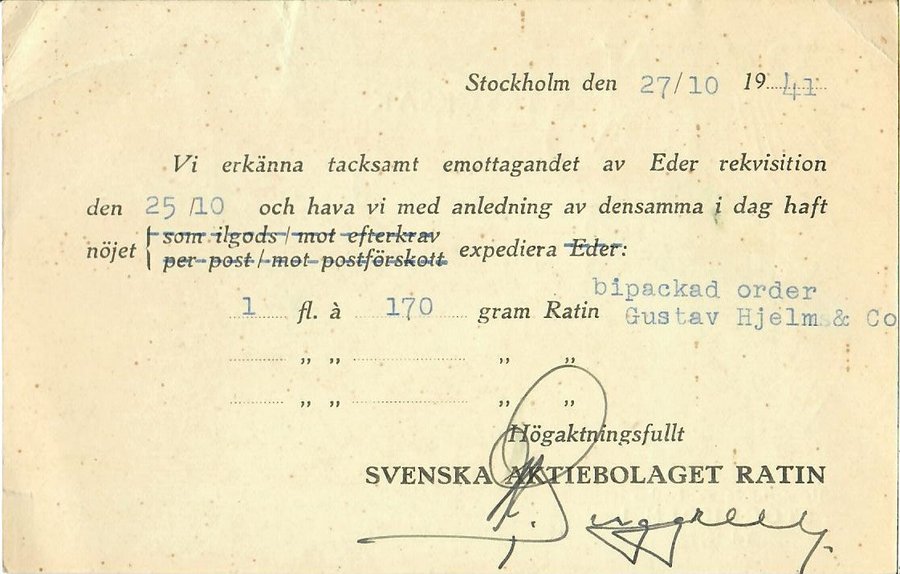 Stockholm den 27/10 1941
Vi erkänna tacksamt emottagandet av Eder rekvisition
den 25/10 och hava vi med anledning av densamma i dag haft
nöjet som ilgods / mot efterkrav
per post / mot postförskott expediera Eder:
bipackad order
1 fl. à 170 gram Ratin Gustav Hjelm & Co
„ „ „ „
„ „ „ „
Högaktningsfullt
SVENSKA AKTIEBOLAGET RATIN